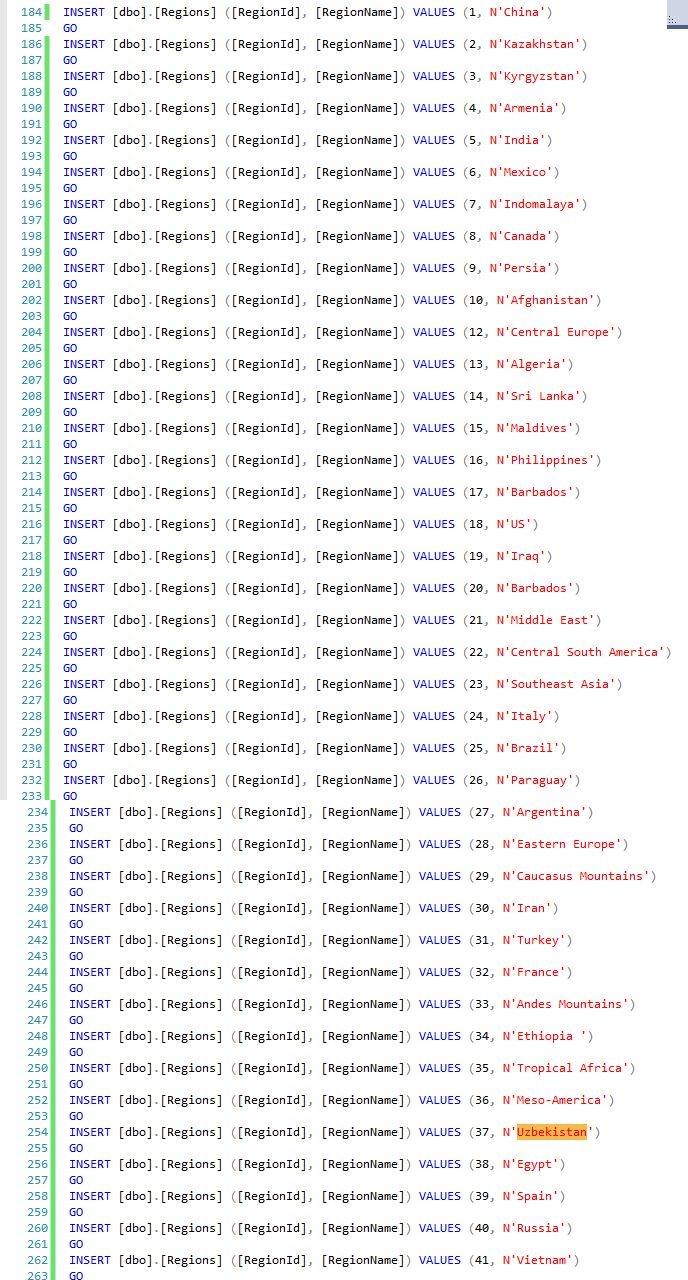 184 INSERT [dbo].[Regions] ([RegionId], [RegionName]) VALUES (1, N'China')
185 GO
186 INSERT [dbo].[Regions] ([RegionId], [RegionName]) VALUES (2, N'Kazakhstan')
187 GO
188 INSERT [dbo].[Regions] ([RegionId], [RegionName]) VALUES (3, N'Kyrgyzstan')
189 GO
190 INSERT [dbo].[Regions] ([RegionId], [RegionName]) VALUES (4, N'Armenia')
191 GO
192 INSERT [dbo].[Regions] ([RegionId], [RegionName]) VALUES (5, N'India')
193 GO
194 INSERT [dbo].[Regions] ([RegionId], [RegionName]) VALUES (6, N'Mexico')
195 GO
196 INSERT [dbo].[Regions] ([RegionId], [RegionName]) VALUES (7, N'Indomalaya')
197 GO
198 INSERT [dbo].[Regions] ([RegionId], [RegionName]) VALUES (8, N'Canada')
199 GO
200 INSERT [dbo].[Regions] ([RegionId], [RegionName]) VALUES (9, N'Persia')
201 GO
202 INSERT [dbo].[Regions] ([RegionId], [RegionName]) VALUES (10, N'Afghanistan')
203 GO
204 INSERT [dbo].[Regions] ([RegionId], [RegionName]) VALUES (12, N'Central Europe')
205 GO
206 INSERT [dbo].[Regions] ([RegionId], [RegionName]) VALUES (13, N'Algeria')
207 GO
208 INSERT [dbo].[Regions] ([RegionId], [RegionName]) VALUES (14, N'Sri Lanka')
209 GO
210 INSERT [dbo].[Regions] ([RegionId], [RegionName]) VALUES (15, N'Maldives')
211 GO
212 INSERT [dbo].[Regions] ([RegionId], [RegionName]) VALUES (16, N'Philippines')
213 GO
214 INSERT [dbo].[Regions] ([RegionId], [RegionName]) VALUES (17, N'Barbados')
215 GO
216 INSERT [dbo].[Regions] ([RegionId], [RegionName]) VALUES (18, N'US')
217 GO
218 INSERT [dbo].[Regions] ([RegionId], [RegionName]) VALUES (19, N'Iraq')
219 GO
220 INSERT [dbo].[Regions] ([RegionId], [RegionName]) VALUES (20, N'Barbados')
221 GO
222 INSERT [dbo].[Regions] ([RegionId], [RegionName]) VALUES (21, N'Middle East')
223 GO
224 INSERT [dbo].[Regions] ([RegionId], [RegionName]) VALUES (22, N'Central South America')
225 GO
226 INSERT [dbo].[Regions] ([RegionId], [RegionName]) VALUES (23, N'Southeast Asia')
227 GO
228 INSERT [dbo].[Regions] ([RegionId], [RegionName]) VALUES (24, N'Italy')
229 GO
230 INSERT [dbo].[Regions] ([RegionId], [RegionName]) VALUES (25, N'Brazil')
231 GO
232 INSERT [dbo].[Regions] ([RegionId], [RegionName]) VALUES (26, N'Paraguay')
233 GO
234 INSERT [dbo].[Regions] ([RegionId], [RegionName]) VALUES (27, N'Argentina')
235 GO
236 INSERT [dbo].[Regions] ([RegionId], [RegionName]) VALUES (28, N'Eastern Europe')
237 GO
238 INSERT [dbo].[Regions] ([RegionId], [RegionName]) VALUES (29, N'Caucasus Mountains')
239 GO
240 INSERT [dbo].[Regions] ([RegionId], [RegionName]) VALUES (30, N'Iran')
241 GO
242 INSERT [dbo].[Regions] ([RegionId], [RegionName]) VALUES (31, N'Turkey')
243 GO
244 INSERT [dbo].[Regions] ([RegionId], [RegionName]) VALUES (32, N'France')
245 GO
246 INSERT [dbo].[Regions] ([RegionId], [RegionName]) VALUES (33, N'Andes Mountains')
247 GO
248 INSERT [dbo].[Regions] ([RegionId], [RegionName]) VALUES (34, N'Ethiopia ')
249 GO
250 INSERT [dbo].[Regions] ([RegionId], [RegionName]) VALUES (35, N'Tropical Africa')
251 GO
252 INSERT [dbo].[Regions] ([RegionId], [RegionName]) VALUES (36, N'Meso-America')
253 GO
254 INSERT [dbo].[Regions] ([RegionId], [RegionName]) VALUES (37, N'Uzbekistan')
255 GO
256 INSERT [dbo].[Regions] ([RegionId], [RegionName]) VALUES (38, N'Egypt')
257 GO
258 INSERT [dbo].[Regions] ([RegionId], [RegionName]) VALUES (39, N'Spain')
259 GO
260 INSERT [dbo].[Regions] ([RegionId], [RegionName]) VALUES (40, N'Russia')
261 GO
262 INSERT [dbo].[Regions] ([RegionId], [RegionName]) VALUES (41, N'Vietnam')
263 GO